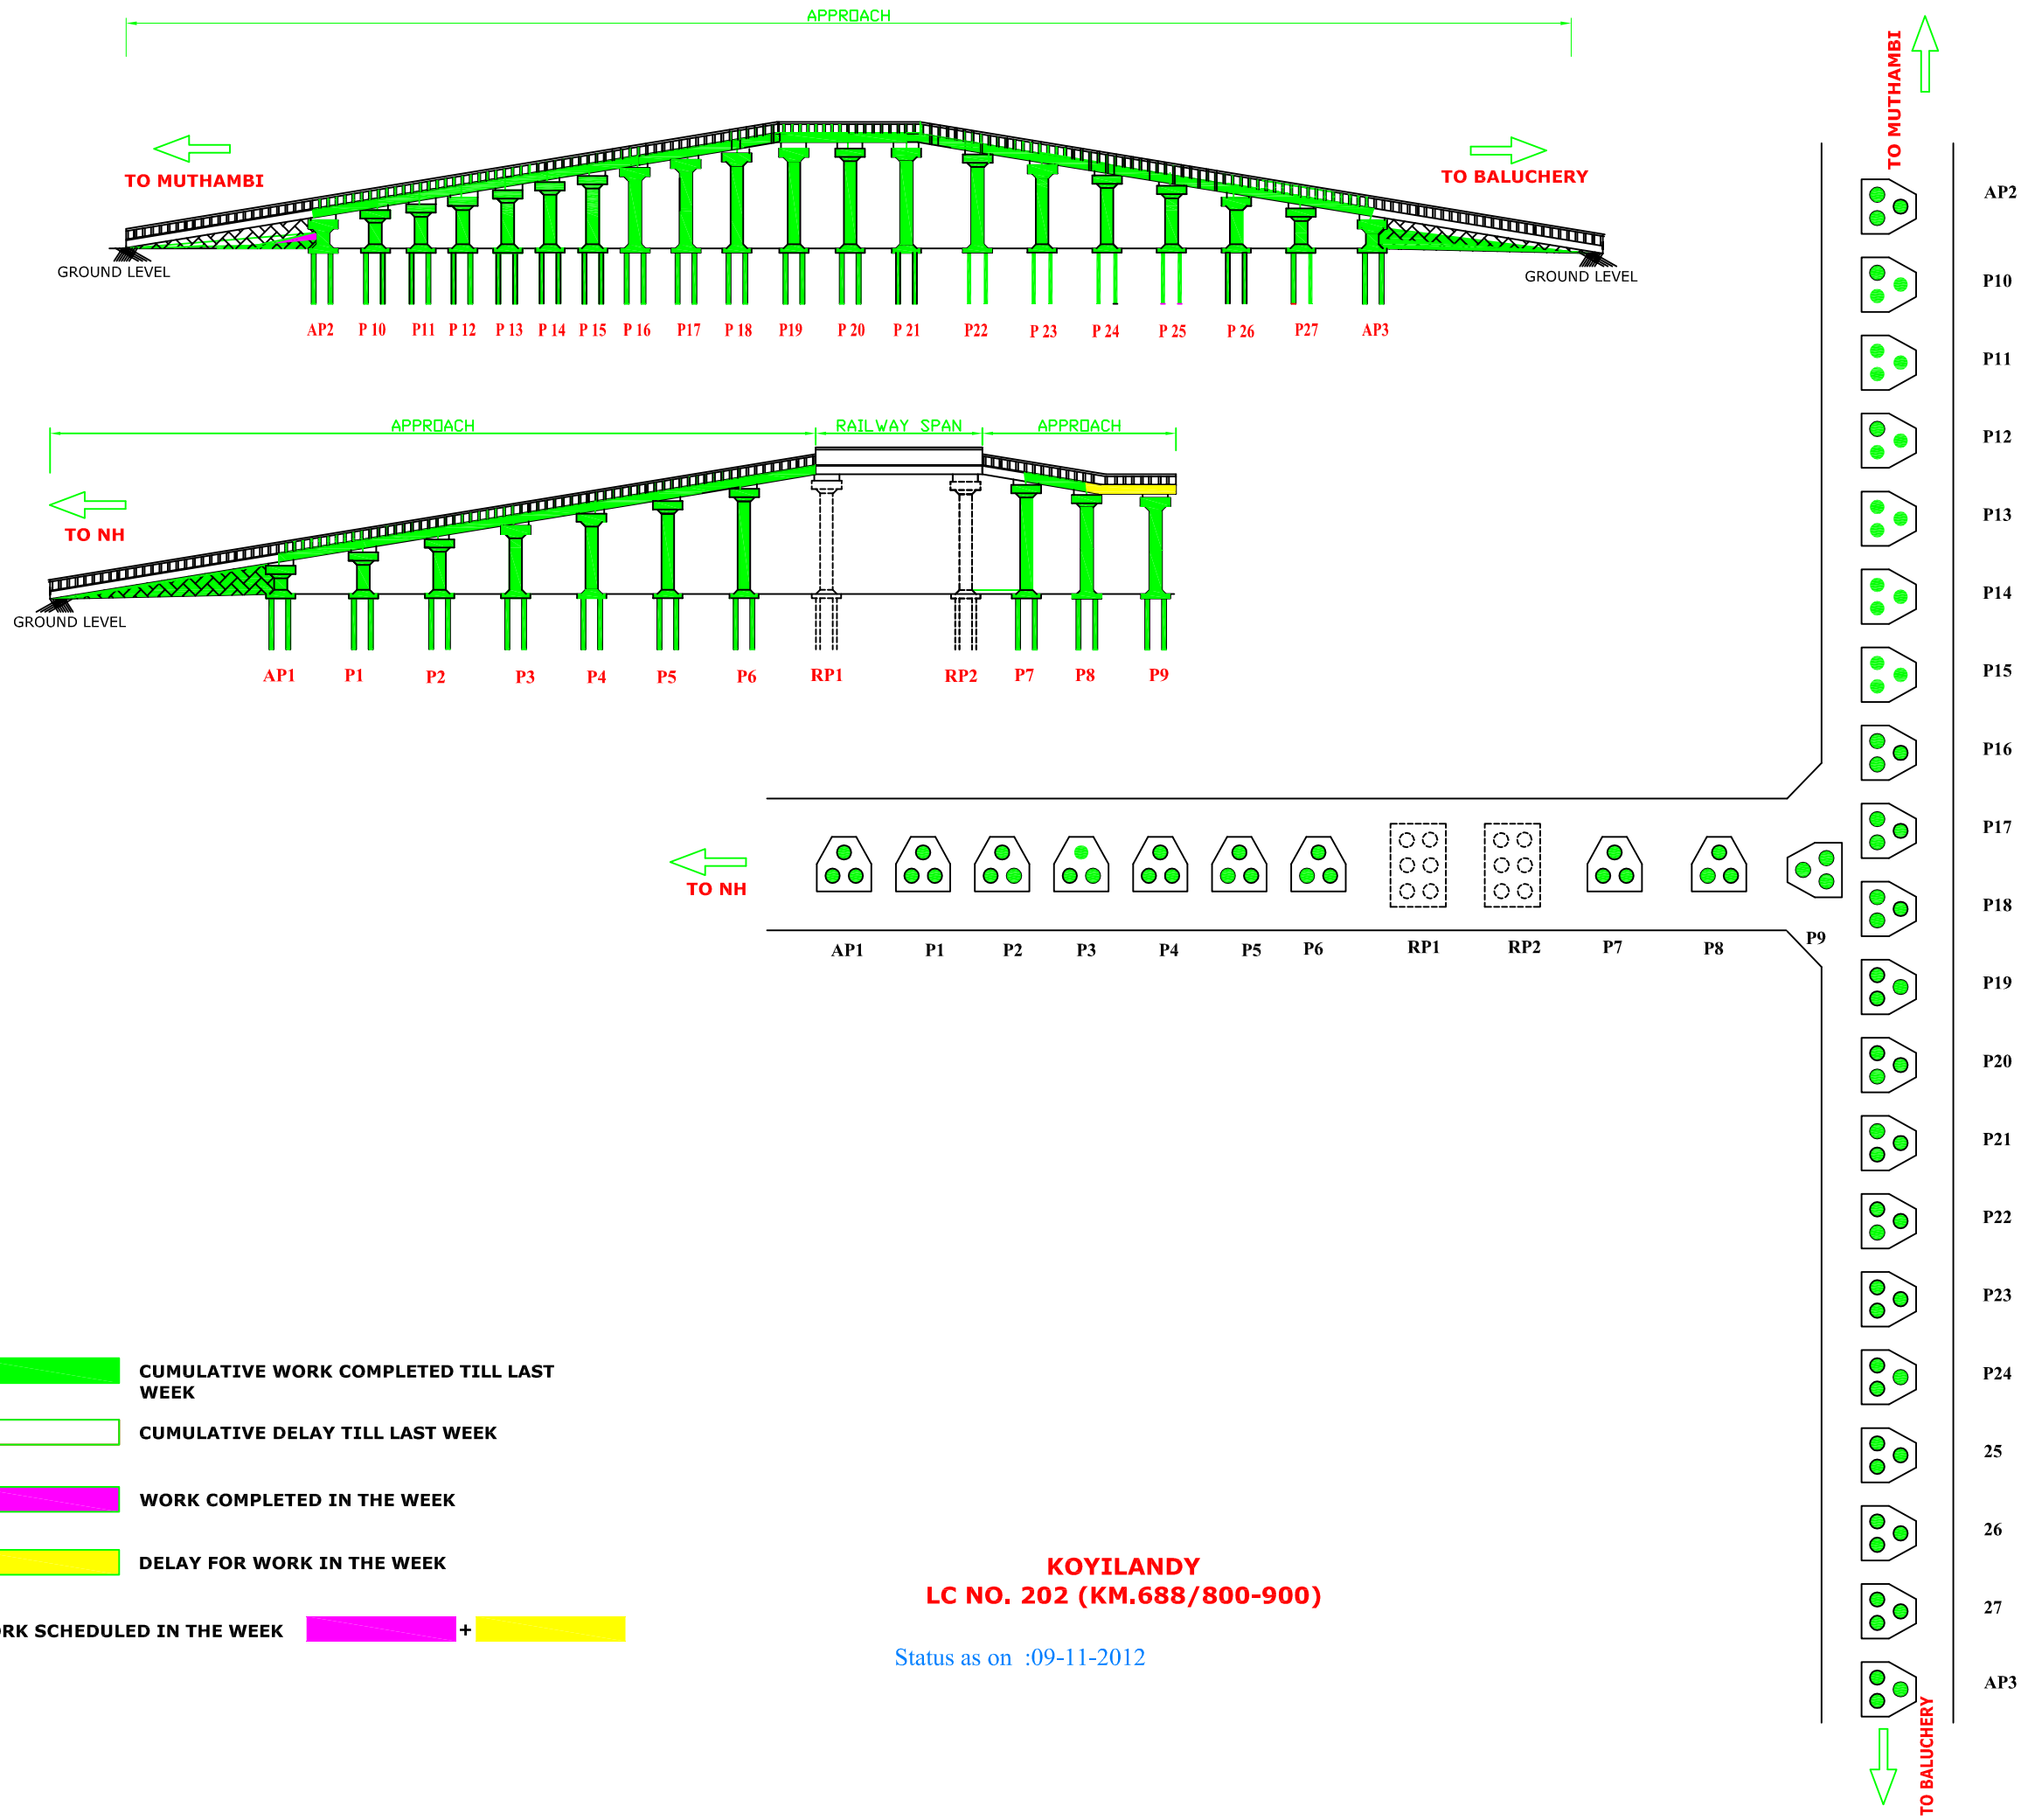 APPROACH
TO MUTHAMBI
TO BALUCHERY
GROUND LEVEL
GROUND LEVEL
AP2 P 10 P11 P 12 P 13 P 14 P 15 P 16 P17 P 18 P19 P 20 P 21 P22 P 23 P 24 P 25 P 26 P27 AP3
APPROACH RAILWAY SPAN APPROACH
TO NH
GROUND LEVEL
AP1 P1 P2 P3 P4 P5 P6 RP1 RP2 P7 P8 P9
TO NH
AP1 P1 P2 P3 P4 P5 P6 RP1 RP2 P7 P8 P9
TO MUTHAMBI
AP2
P10
P11
P12
P13
P14
P15
P16
P17
P18
P19
P20
P21
P22
P23
P24
25
26
27
AP3
TO BALUCHERY
CUMULATIVE WORK COMPLETED TILL LAST
WEEK
CUMULATIVE DELAY TILL LAST WEEK
WORK COMPLETED IN THE WEEK
DELAY FOR WORK IN THE WEEK
RK SCHEDULED IN THE WEEK +
KOYILANDY
LC NO. 202 (KM.688/800-900)
Status as on :09-11-2012